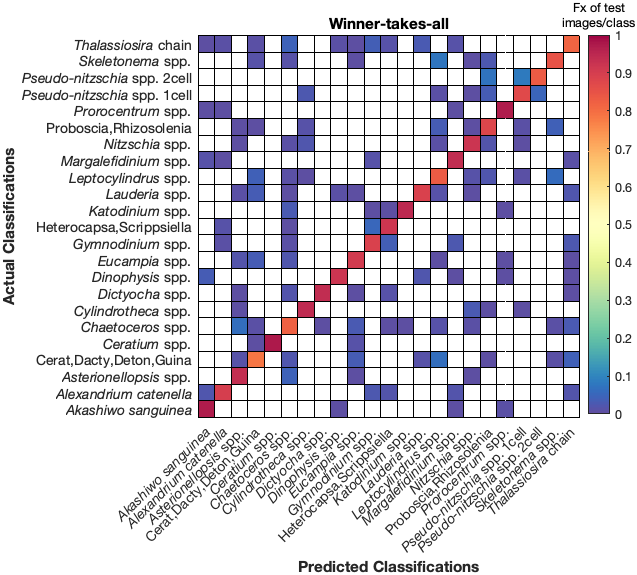 Winner-takes-all
Fx of test
images/class
Actual Classifications
Thalassiosira chain
Skeletonema spp.
Pseudo-nitzschia spp. 2cell
Pseudo-nitzschia spp. 1cell
Prorocentrum spp.
Proboscia,Rhizosolenia
Nitzschia spp.
Margalefidinium spp.
Leptocylindrus spp.
Lauderia spp.
Katodinium spp.
Heterocapsa,Scrippsiella
Gymnodinium spp.
Eucampia spp.
Dinophysis spp.
Dictyocha spp.
Cylindrotheca spp.
Chaetoceros spp.
Ceratium spp.
Cerat,Dacty,Deton,Guina
Asterionellopsis spp.
Alexandrium catenella
Akashiwo sanguinea
1
0.9
0.8
0.7
0.6
0.5
0.4
0.3
0.2
0.1
0
Akashiwo sanguinea
Alexandrium catenella
Asterionellopsis spp.
Cerat,Dacty,Deton,Guina
Ceratium spp.
Chaetoceros spp.
Cylindrotheca spp.
Dictyocha spp.
Dinophysis spp.
Eucampia spp.
Gymnodinium spp.
Heterocapsa,Scrippsiella
Katodinium spp.
Lauderia spp.
Leptocylindrus spp.
Margalefidinium spp.
Nitzschia spp.
Proboscia,Rhizosolenia
Prorocentrum spp.
Pseudo-nitzschia spp. 1cell
Pseudo-nitzschia spp. 2cell
Skeletonema spp.
Thalassiosira chain
Predicted Classifications